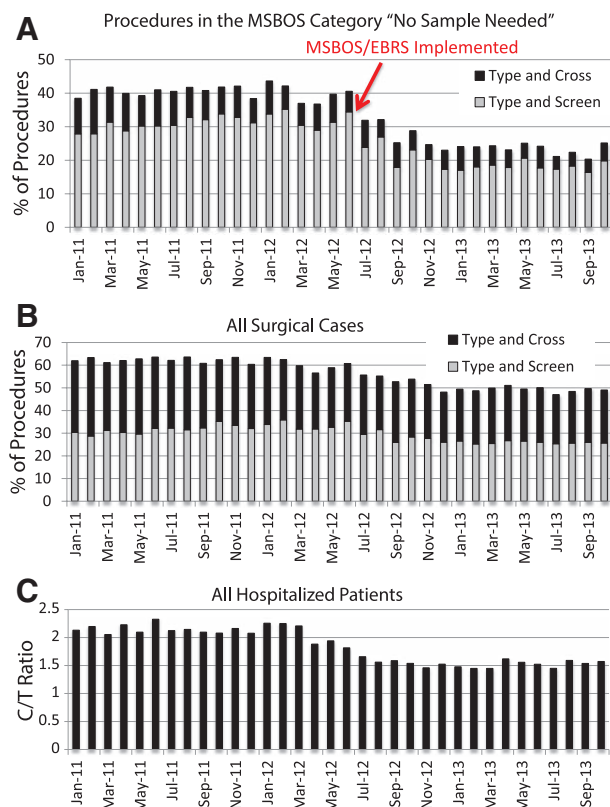 A
Procedures in the MSBOS Category “No Sample Needed”
MSBOS/EBRS Implemented
Type and Cross
Type and Screen
% of Procedures
50
40
30
20
10
0
Jan-11
Mar-11
May-11
Jul-11
Sep-11
Nov-11
Jan-12
Mar-12
May-12
Jul-12
Sep-12
Nov-12
Jan-13
Mar-13
May-13
Jul-13
Sep-13
B
All Surgical Cases
Type and Cross
Type and Screen
% of Procedures
70
60
50
40
30
20
10
0
Jan-11
Mar-11
May-11
Jul-11
Sep-11
Nov-11
Jan-12
Mar-12
May-12
Jul-12
Sep-12
Nov-12
Jan-13
Mar-13
May-13
Jul-13
Sep-13
C
All Hospitalized Patients
C/T Ratio
2.5
2
1.5
1
0.5
0
Jan-11
Mar-11
May-11
Jul-11
Sep-11
Nov-11
Jan-12
Mar-12
May-12
Jul-12
Sep-12
Nov-12
Jan-13
Mar-13
May-13
Jul-13
Sep-13